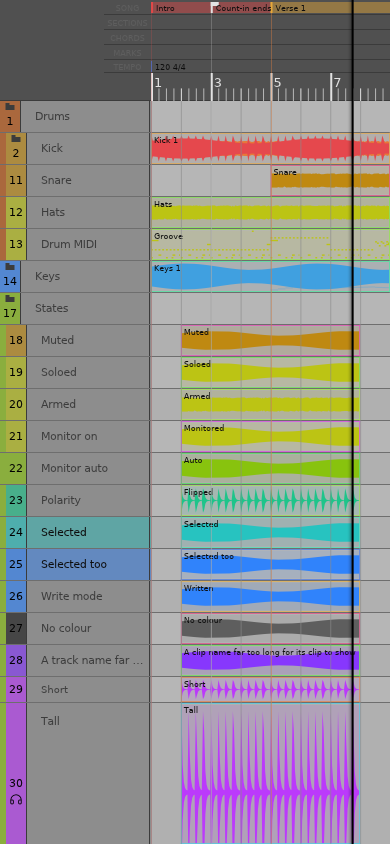 SONG Intro Count-in ends Verse 1
SECTIONS
CHORDS
MARKS
TEMPO 120 4/4
1 3 5 7
1 Drums
2 Kick Kick 1
11 Snare Snare
12 Hats Hats
13 Drum MIDI Groove
14 Keys Keys 1
17 States
18 Muted Muted
19 Soloed Soloed
20 Armed Armed
21 Monitor on Monitored
22 Monitor auto Auto
23 Polarity Flipped
24 Selected Selected
25 Selected too Selected too
26 Write mode Written
27 No colour No colour
28 A track name far ... A clip name far too long for its clip to show
29 Short Short
Tall Tall
30